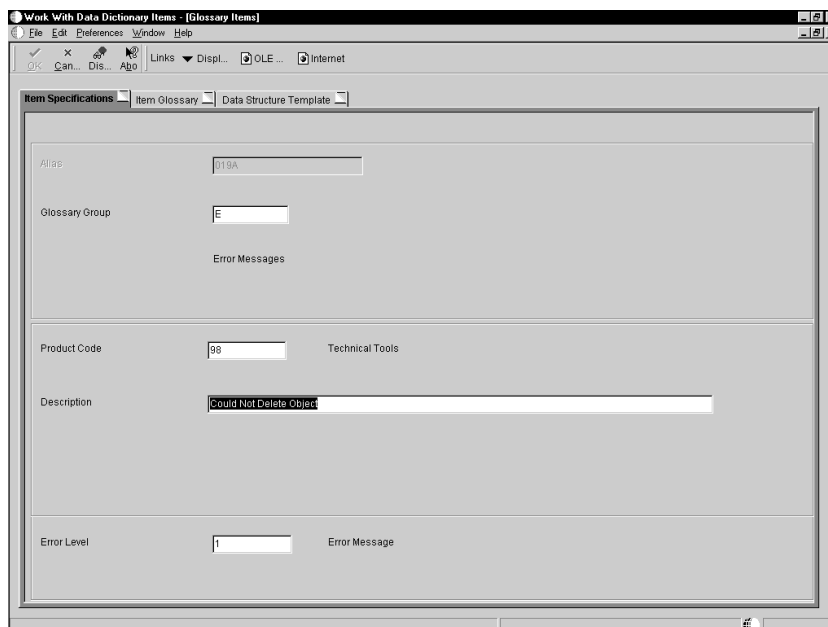 Work With Data Dictionary Items - [Glossary Items]
File Edit Preferences Window Help
OK Can... Dis... Abo Links Displ... OLE ... Internet
Item Specifications Item Glossary Data Structure Template
Alias 019A
Glossary Group E
Error Messages
Product Code 98 Technical Tools
Description Could Not Delete Object
Error Level 1 Error Message